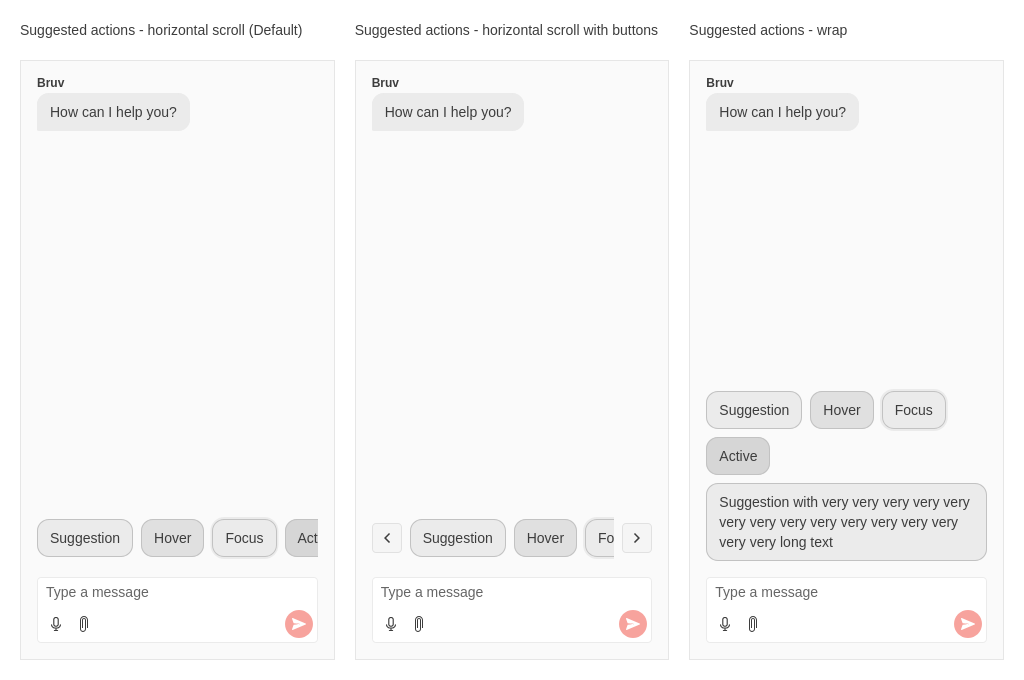 Suggested actions - horizontal scroll (Default)
Bruv
How can I help you?
Suggestion Hover Focus Act
Type a message
Suggested actions - horizontal scroll with buttons
Bruv
How can I help you?
Suggestion Hover Fo
Type a message
Suggested actions - wrap
Bruv
How can I help you?
Suggestion Hover Focus
Active
Suggestion with very very very very very
very very very very very very very very
very very long text
Type a message